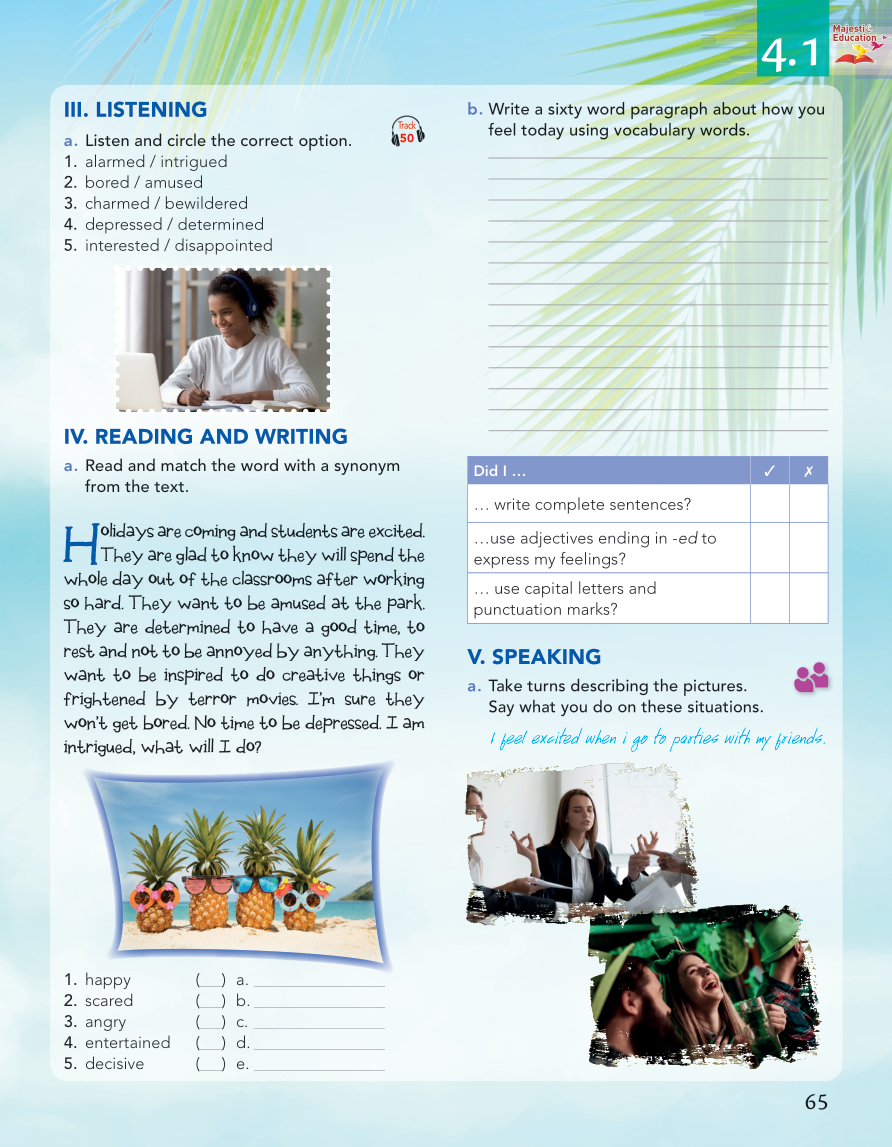 4.1
Majestic
Education
III. LISTENING
a. Listen and circle the correct option.
Track
50
1. alarmed / intrigued
2. bored / amused
3. charmed / bewildered
4. depressed / determined
5. interested / disappointed
IV. READING AND WRITING
a. Read and match the word with a synonym
from the text.
Holidays are coming and students are excited.
They are glad to know they will spend the
whole day out of the classrooms after working
so hard. They want to be amused at the park.
They are determined to have a good time, to
rest and not to be annoyed by anything. They
want to be inspired to do creative things or
frightened by terror movies. I'm sure they
won't get bored. No time to be depressed. I am
intrigued, what will I do?
1. happy (__) a. ____________
2. scared (__) b. ____________
3. angry (__) c. ____________
4. entertained (__) d. ____________
5. decisive (__) e. ____________
b. Write a sixty word paragraph about how you
feel today using vocabulary words.
Did I ... ✓ ✗
... write complete sentences?
...use adjectives ending in -ed to
express my feelings?
... use capital letters and
punctuation marks?
V. SPEAKING
a. Take turns describing the pictures.
Say what you do on these situations.
I feel excited when i go to parties with my friends.
65